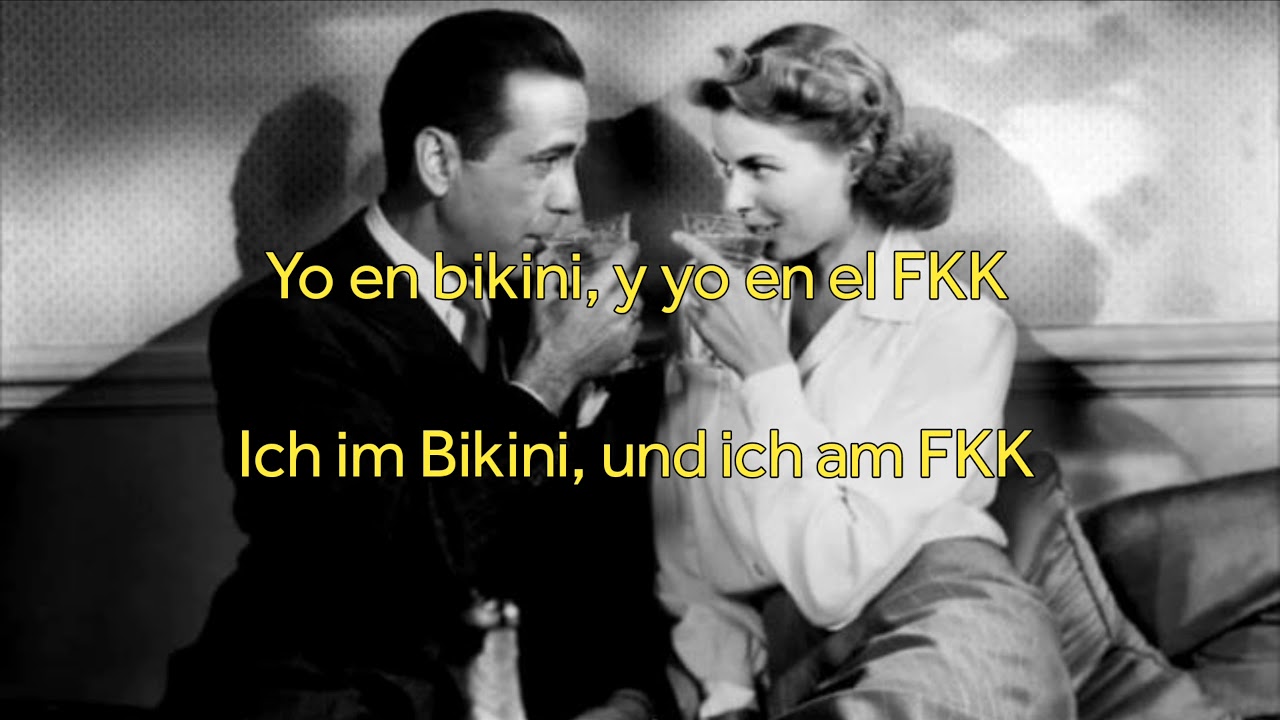 Yo en bikini, y yo en el FKK
Ich im Bikini, und ich am FKK